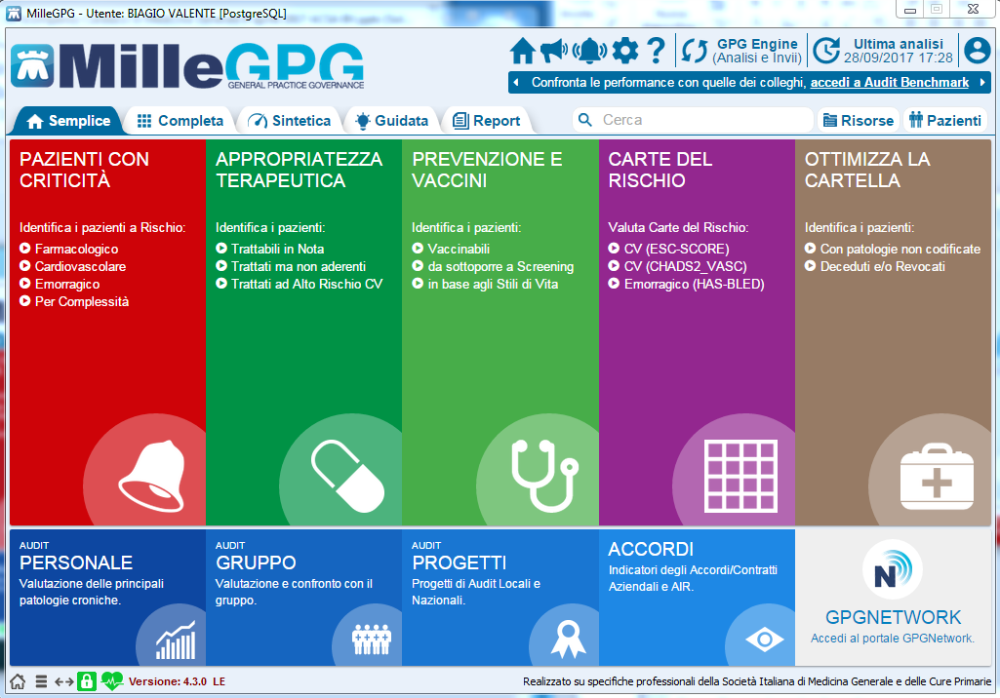 MilleGPG - Utente: BIAGIO VALENTE [PostgreSQL]
MilleGPG
GENERAL PRACTICE GOVERNANCE
GPG Engine
(Analisi e Invii)
Ultima analisi
28/09/2017 17:28
Confronta le performance con quelle dei colleghi, accedi a Audit Benchmark
Semplice
Completa
Sintetica
Guidata
Report
Cerca
Risorse
Pazienti
PAZIENTI CON
CRITICITÀ
Identifica i pazienti a Rischio:
Farmacologico
Cardiovascolare
Emorragico
Per Complessità
APPROPRIATEZZA
TERAPEUTICA
Identifica i pazienti:
Trattabili in Nota
Trattati ma non aderenti
Trattati ad Alto Rischio CV
PREVENZIONE E
VACCINI
Identifica i pazienti:
Vaccinabili
da sottoporre a Screening
in base agli Stili di Vita
CARTE DEL
RISCHIO
Valuta Carte del Rischio:
CV (ESC-SCORE)
CV (CHADS2_VASC)
Emorragico (HAS-BLED)
OTTIMIZZA LA
CARTELLA
Identifica i pazienti:
Con patologie non codificate
Deceduti e/o Revocati
AUDIT
PERSONALE
Valutazione delle principali
patologie croniche.
AUDIT
GRUPPO
Valutazione e confronto con il
gruppo.
AUDIT
PROGETTI
Progetti di Audit Locali e
Nazionali.
ACCORDI
Indicatori degli Accordi/Contratti
Aziendali e AIR.
N
GPGNETWORK
Accedi al portale GPGNetwork.
Versione: 4.3.0 LE
Realizzato su specifiche professionali della Società Italiana di Medicina Generale e delle Cure Primarie